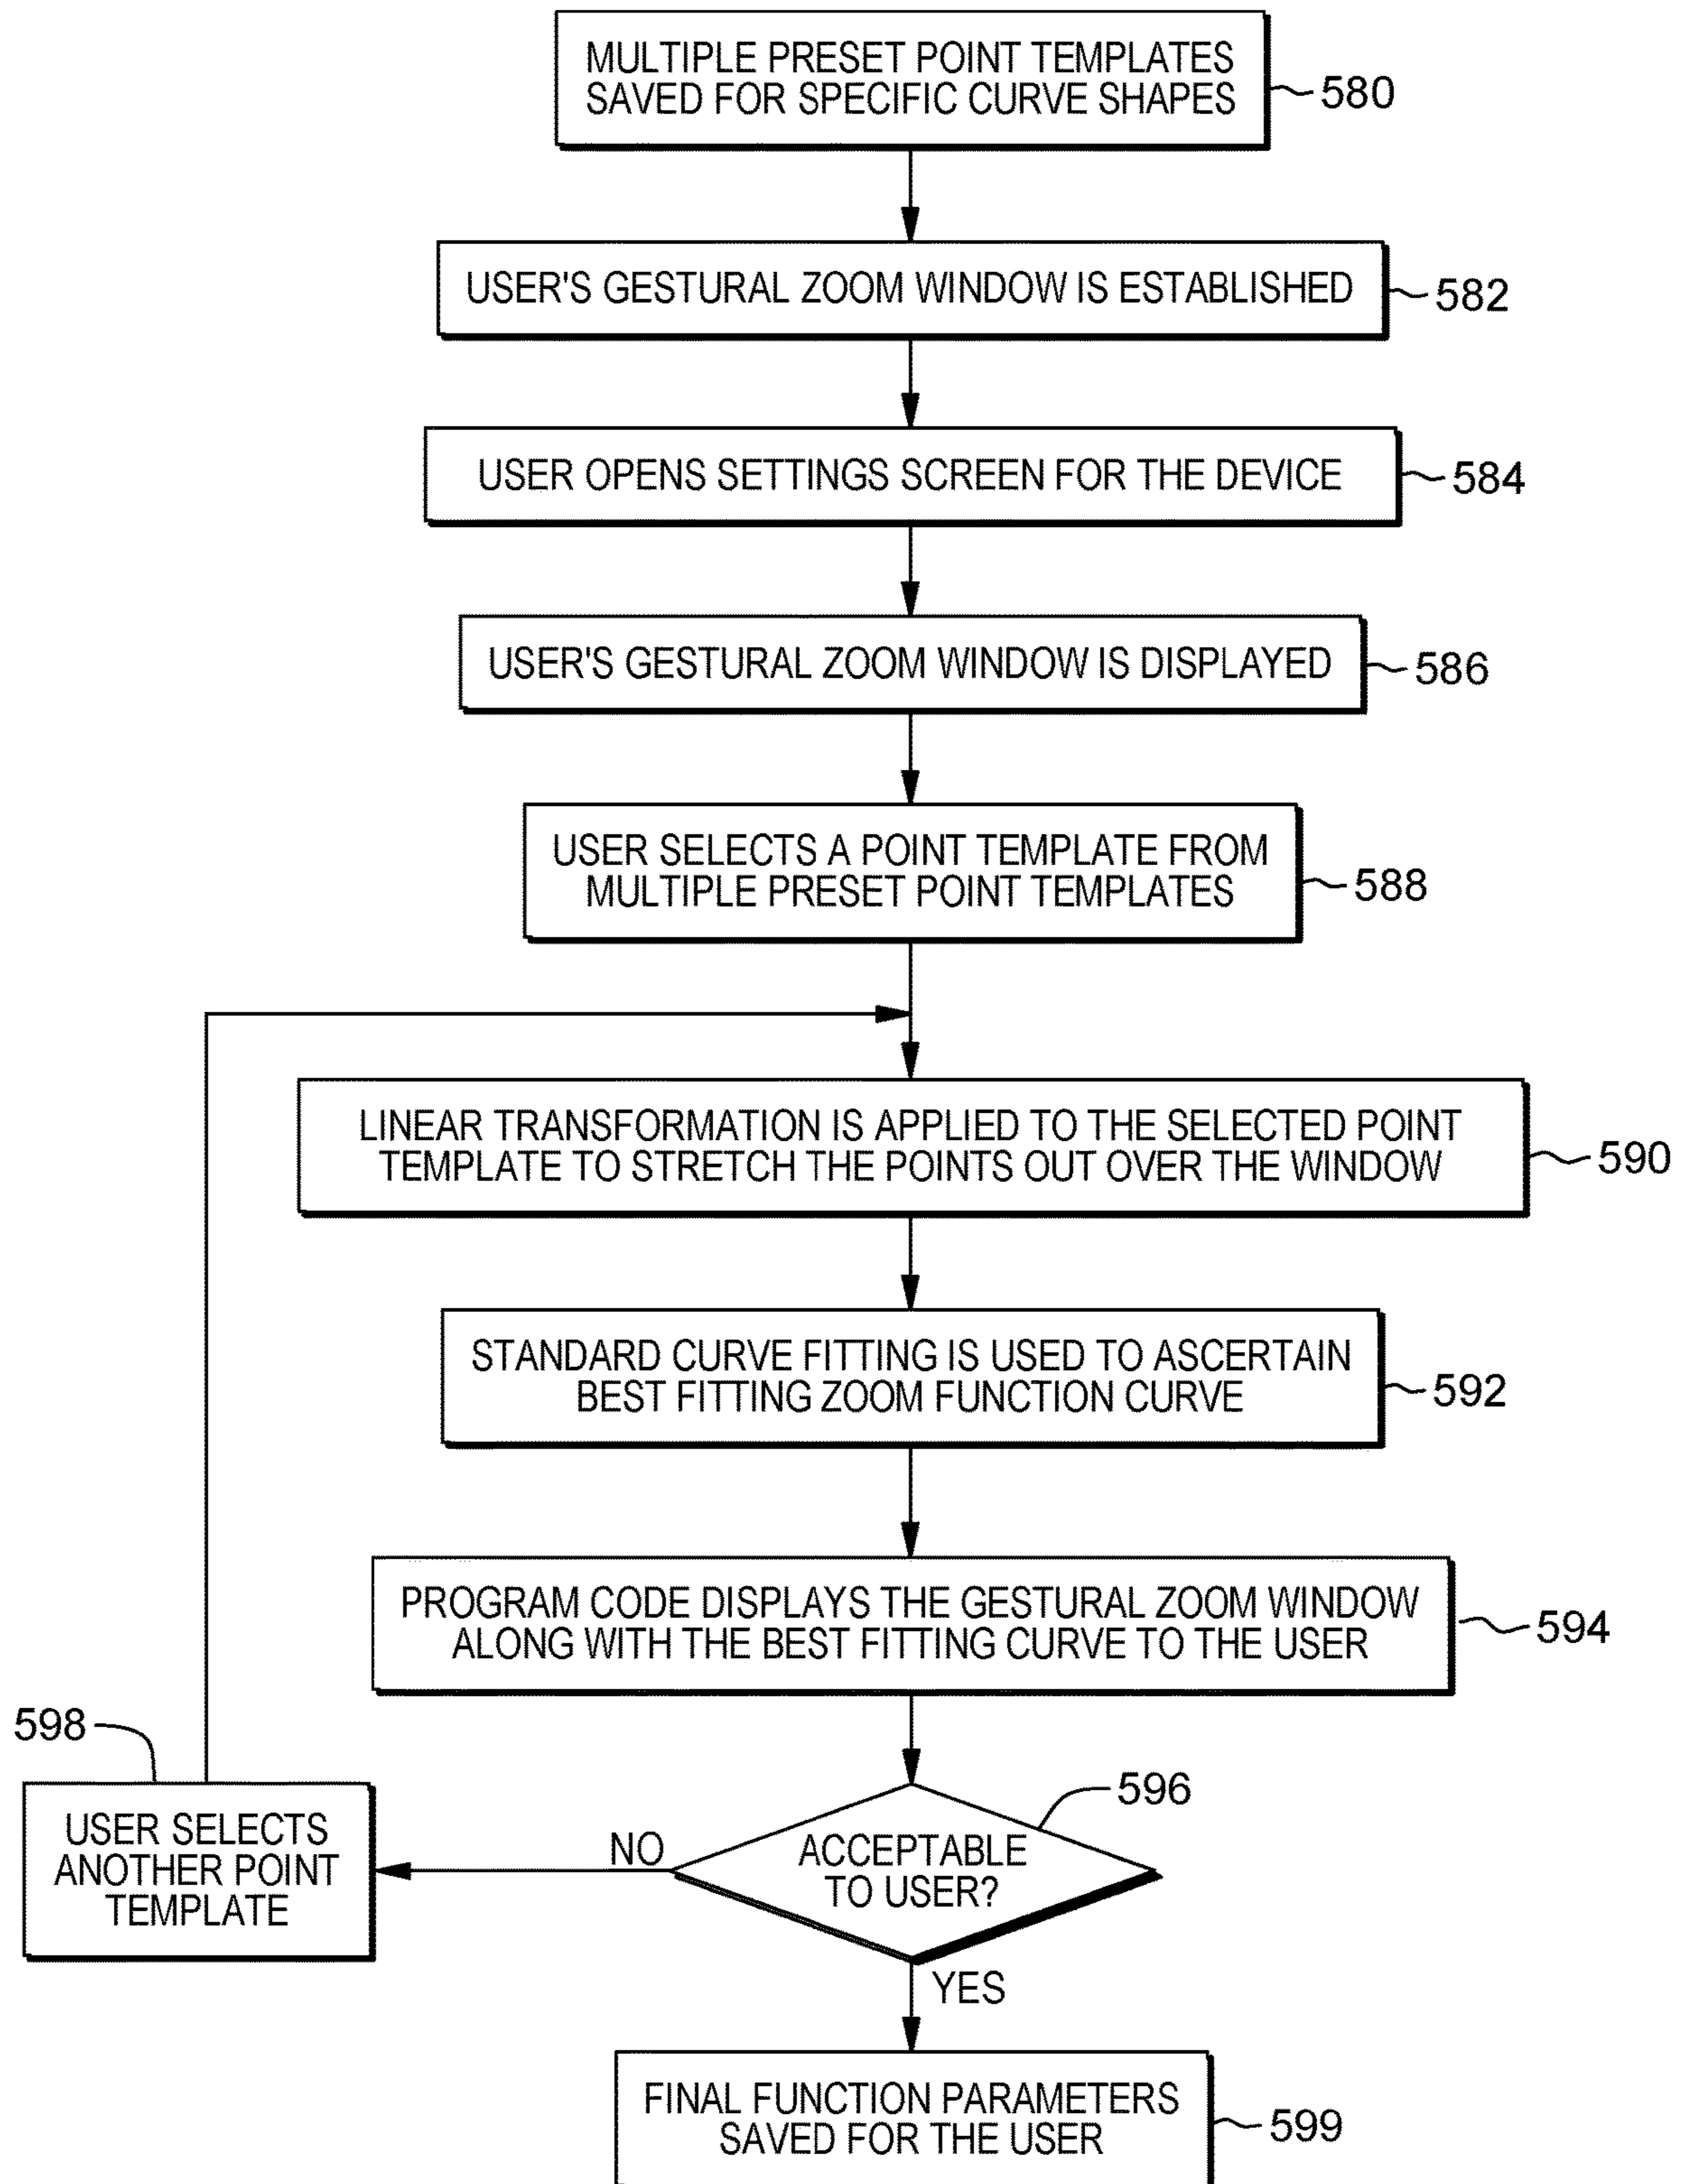 MULTIPLE PRESET POINT TEMPLATES
SAVED FOR SPECIFIC CURVE SHAPES
580
USER'S GESTURAL ZOOM WINDOW IS ESTABLISHED
582
USER OPENS SETTINGS SCREEN FOR THE DEVICE
584
USER'S GESTURAL ZOOM WINDOW IS DISPLAYED
586
USER SELECTS A POINT TEMPLATE FROM
MULTIPLE PRESET POINT TEMPLATES
588
LINEAR TRANSFORMATION IS APPLIED TO THE SELECTED POINT
TEMPLATE TO STRETCH THE POINTS OUT OVER THE WINDOW
590
STANDARD CURVE FITTING IS USED TO ASCERTAIN
BEST FITTING ZOOM FUNCTION CURVE
592
PROGRAM CODE DISPLAYS THE GESTURAL ZOOM WINDOW
ALONG WITH THE BEST FITTING CURVE TO THE USER
594
598
USER SELECTS
ANOTHER POINT
TEMPLATE
NO
ACCEPTABLE
TO USER?
596
YES
FINAL FUNCTION PARAMETERS
SAVED FOR THE USER
599